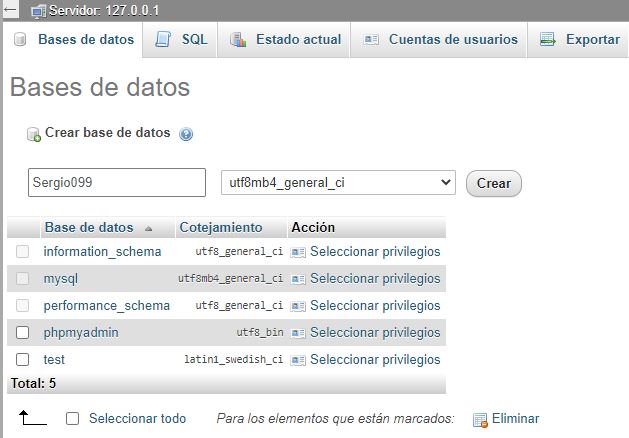 Servidor: 127.0.0.1
Bases de datos SQL Estado actual Cuentas de usuarios Exportar
Bases de datos
Crear base de datos
Sergio099 utf8mb4_general_ci Crear
Base de datos Cotejamiento Acción
information_schema utf8_general_ci Seleccionar privilegios
mysql utf8mb4_general_ci Seleccionar privilegios
performance_schema utf8_general_ci Seleccionar privilegios
phpmyadmin utf8_bin Seleccionar privilegios
test latin1_swedish_ci Seleccionar privilegios
Total: 5
Seleccionar todo Para los elementos que están marcados: Eliminar